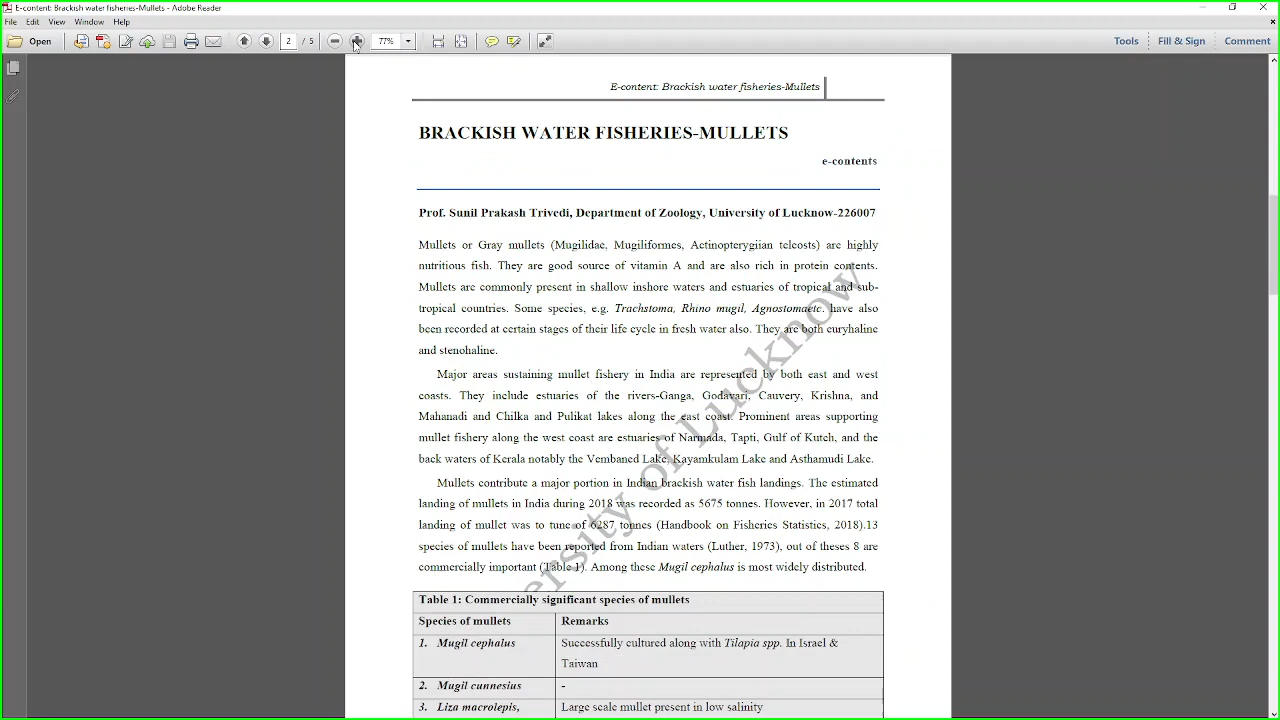 E-content: Brackish water fisheries-Mullets - Adobe Reader
File Edit View Window Help
Open 2 / 5 77% Tools Fill & Sign Comment
E-content: Brackish water fisheries-Mullets
BRACKISH WATER FISHERIES-MULLETS
e-contents
Prof. Sunil Prakash Trivedi, Department of Zoology, University of Lucknow-226007
Mullets or Gray mullets (Mugilidae, Mugiliformes, Actinopterygiian teleosts) are highly
nutritious fish. They are good source of vitamin A and are also rich in protein contents.
Mullets are commonly present in shallow inshore waters and estuaries of tropical and sub-
tropical countries. Some species, e.g. Trachstoma, Rhino mugil, Agnostomaetc. have also
been recorded at certain stages of their life cycle in fresh water also. They are both euryhaline
and stenohaline.
Major areas sustaining mullet fishery in India are represented by both east and west
coasts. They include estuaries of the rivers-Ganga, Godavari, Cauvery, Krishna, and
Mahanadi and Chilka and Pulikat lakes along the east coast. Prominent areas supporting
mullet fishery along the west coast are estuaries of Narmada, Tapti, Gulf of Kutch, and the
back waters of Kerala notably the Vembaned Lake, Kayamkulam Lake and Asthamudi Lake.
Mullets contribute a major portion in Indian brackish water fish landings. The estimated
landing of mullets in India during 2018 was recorded as 5675 tonnes. However, in 2017 total
landing of mullet was to tune of 6287 tonnes (Handbook on Fisheries Statistics, 2018).13
species of mullets have been reported from Indian waters (Luther, 1973), out of theses 8 are
commercially important (Table 1). Among these Mugil cephalus is most widely distributed.
ersity of Lucknow
Table 1: Commercially significant species of mullets
Species of mullets Remarks
1. Mugil cephalus Successfully cultured along with Tilapia spp. In Israel &
Taiwan
2. Mugil cunnesius -
3. Liza macrolepis, Large scale mullet present in low salinity